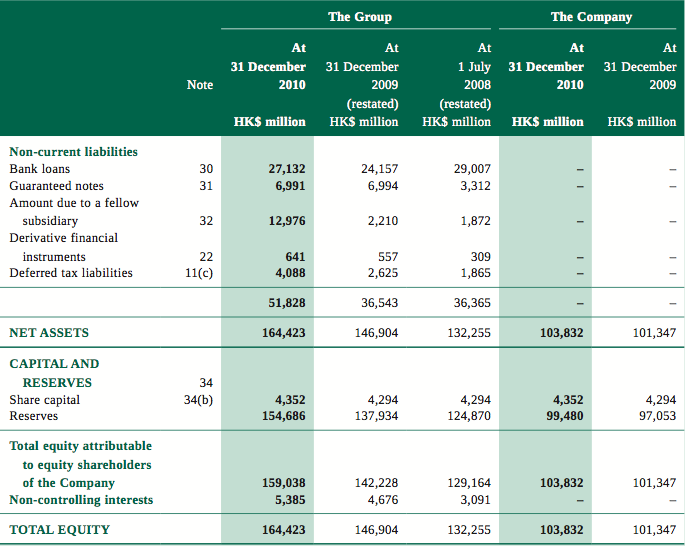 The Group The Company
At At At At At
31 December 31 December 1 July 31 December 31 December
Note 2010 2009 2008 2010 2009
(restated) (restated)
HK$ million HK$ million HK$ million HK$ million HK$ million
Non-current liabilities
Bank loans 30 27,132 24,157 29,007 – –
Guaranteed notes 31 6,991 6,994 3,312 – –
Amount due to a fellow
subsidiary 32 12,976 2,210 1,872 – –
Derivative financial
instruments 22 641 557 309 – –
Deferred tax liabilities 11(c) 4,088 2,625 1,865 – –
51,828 36,543 36,365 – –
NET ASSETS 164,423 146,904 132,255 103,832 101,347
CAPITAL AND
RESERVES 34
Share capital 34(b) 4,352 4,294 4,294 4,352 4,294
Reserves 154,686 137,934 124,870 99,480 97,053
Total equity attributable
to equity shareholders
of the Company 159,038 142,228 129,164 103,832 101,347
Non-controlling interests 5,385 4,676 3,091 – –
TOTAL EQUITY 164,423 146,904 132,255 103,832 101,347